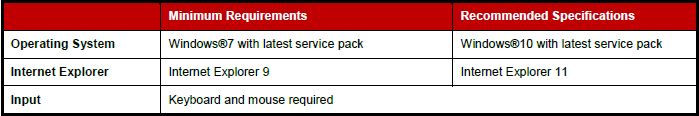 Minimum Requirements Recommended Specifications
Operating System Windows®7 with latest service pack Windows®10 with latest service pack
Internet Explorer Internet Explorer 9 Internet Explorer 11
Input Keyboard and mouse required